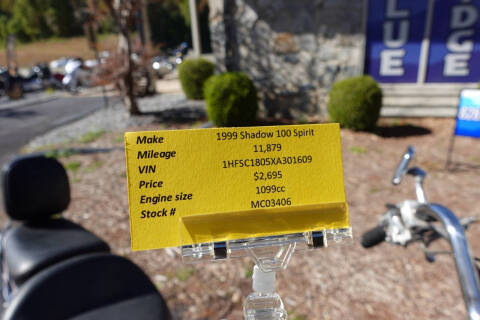 Make 1999 Shadow 100 Spirit
Mileage 11,879
VIN 1HFSC1805XA301609
Price $2,695
Engine size 1099cc
Stock # MC03406
LUE
DGE